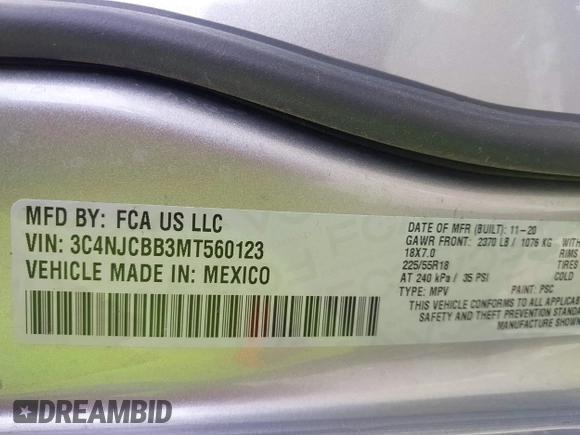 MFD BY: FCA US LLC
VIN: 3C4NJCBB3MT560123
VEHICLE MADE IN: MEXICO
DATE OF MFR (BUILT): 11-20
GAWR FRONT: 2370 LB / 1076 KG W
18X7.0 RIMS
225/55R18 TIRES
AT 240 kPa / 35 PSI COLD
TYPE: MPV PAINT: PSC
THIS VEHICLE CONFORMS TO ALL APPLICAB
SAFETY AND THEFT PREVENTION STANDA
MANUFACTURE SHOWN
DREAMBID